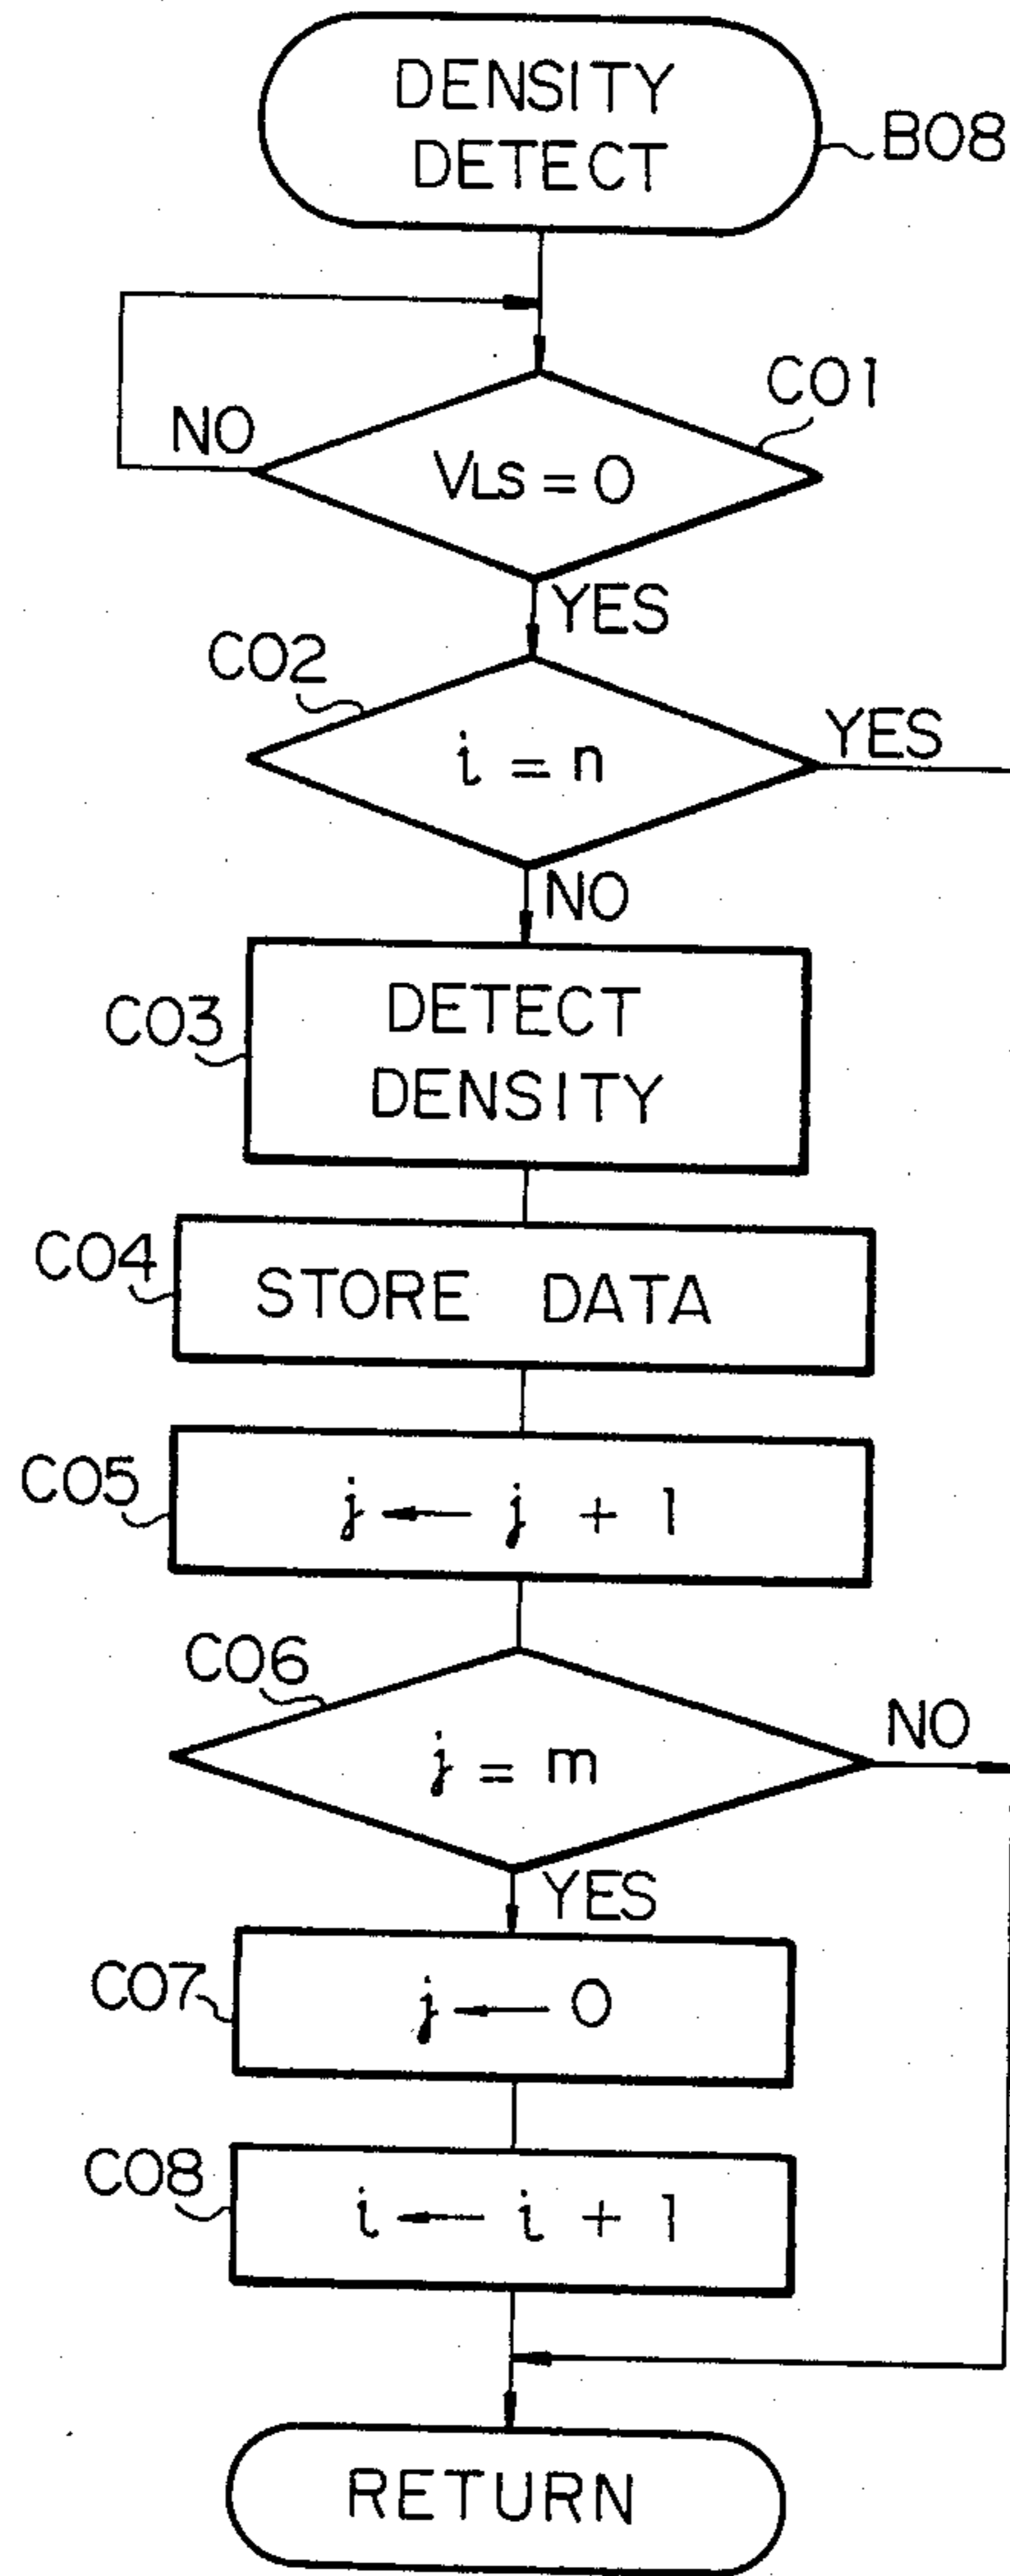 DENSITY
DETECT
B08
C01
NO
VLS = 0
YES
C02
i = n
YES
NO
C03
DETECT
DENSITY
C04
STORE DATA
C05
j ← j + 1
C06
j = m
NO
YES
C07
j ← 0
C08
i ← i + 1
RETURN